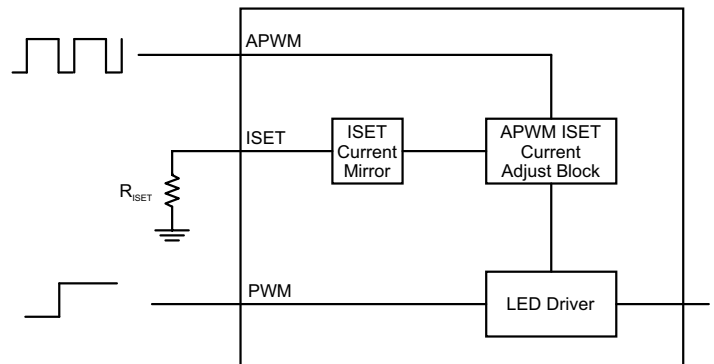 APWM
ISET
ISET
Current
Mirror
APWM ISET
Current
Adjust Block
RISET
PWM
LED Driver